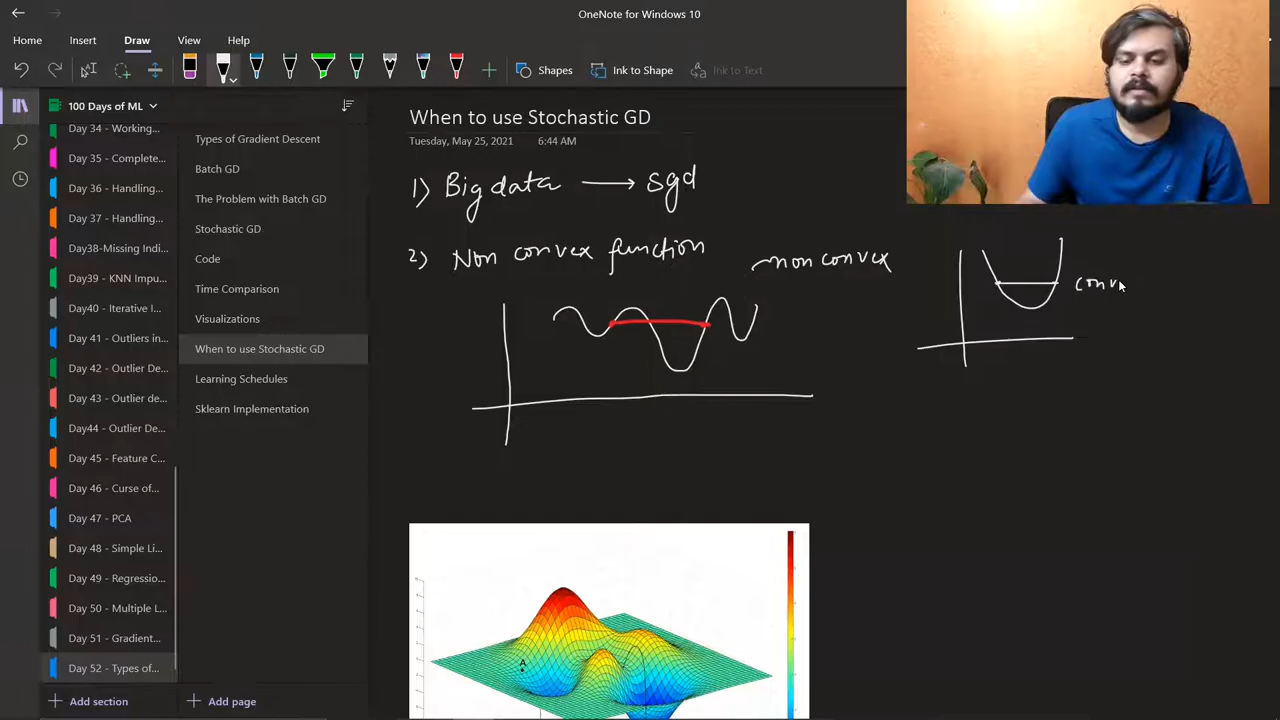 OneNote for Windows 10
Home Insert Draw View Help
Shapes Ink to Shape Ink to Text
100 Days of ML
Day 34 - Working...
Day 35 - Complete...
Day 36 - Handling...
Day 37 - Handling...
Day38-Missing Indi...
Day39 - KNN Impu...
Day40 - Iterative I...
Day 41 - Outliers in...
Day 42 - Outlier De...
Day 43 - Outlier de...
Day44 - Outlier De...
Day 45 - Feature C...
Day 46 - Curse of...
Day 47 - PCA
Day 48 - Simple Li...
Day 49 - Regressio...
Day 50 - Multiple L...
Day 51 - Gradient...
Day 52 - Types of...
Add section
Types of Gradient Descent
Batch GD
The Problem with Batch GD
Stochastic GD
Code
Time Comparison
Visualizations
When to use Stochastic GD
Learning Schedules
Sklearn Implementation
Add page
When to use Stochastic GD
Tuesday, May 25, 2021 6:44 AM
1) Big data → sgd
2) Non convex function
non convex
conv
A